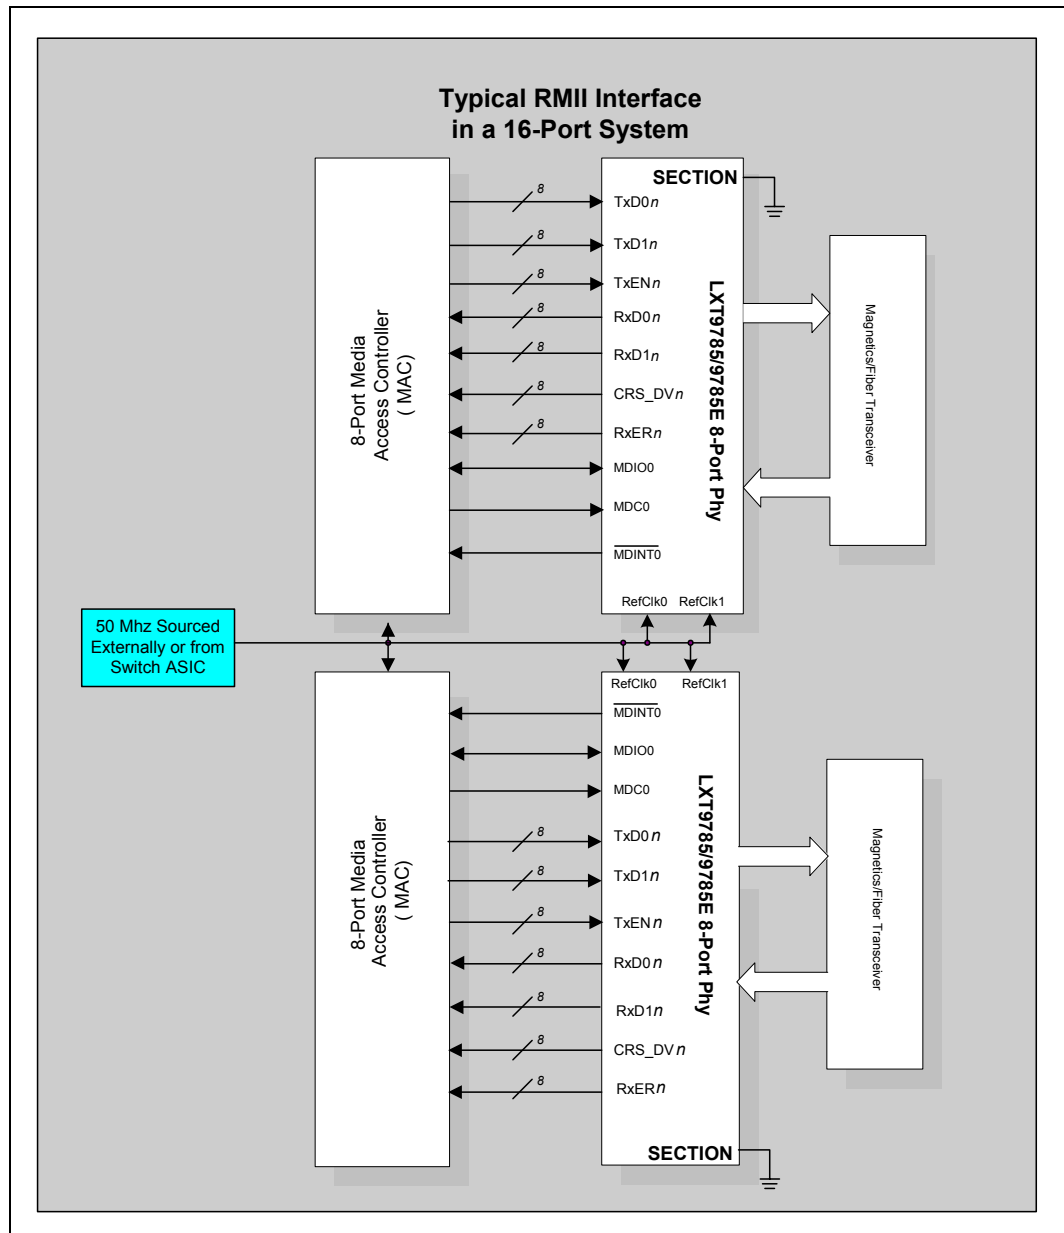 Typical RMII Interface
in a 16-Port System
8-Port Media
Access Controller
( MAC)
8
8
8
8
8
8
8
SECTION
TxD0n
TxD1n
TxENn
RxD0n
RxD1n
CRS_DVn
RxERn
MDIO0
MDC0
MDINT0
RefClk0 RefClk1
LXT9785/9785E 8-Port Phy
Magnetics/Fiber Transceiver
50 Mhz Sourced
Externally or from
Switch ASIC
8-Port Media
Access Controller
( MAC)
8
8
8
8
8
8
8
RefClk0 RefClk1
MDINT0
MDIO0
MDC0
TxD0n
TxD1n
TxENn
RxD0n
RxD1n
CRS_DVn
RxERn
SECTION
LXT9785/9785E 8-Port Phy
Magnetics/Fiber Transceiver